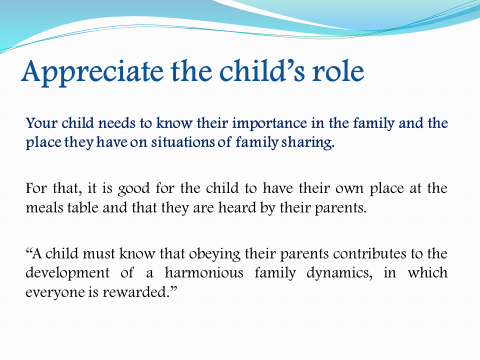 Appreciate the child’s role
Your child needs to know their importance in the family and the
place they have on situations of family sharing.
For that, it is good for the child to have their own place at the
meals table and that they are heard by their parents.
“A child must know that obeying their parents contributes to the
development of a harmonious family dynamics, in which
everyone is rewarded.”